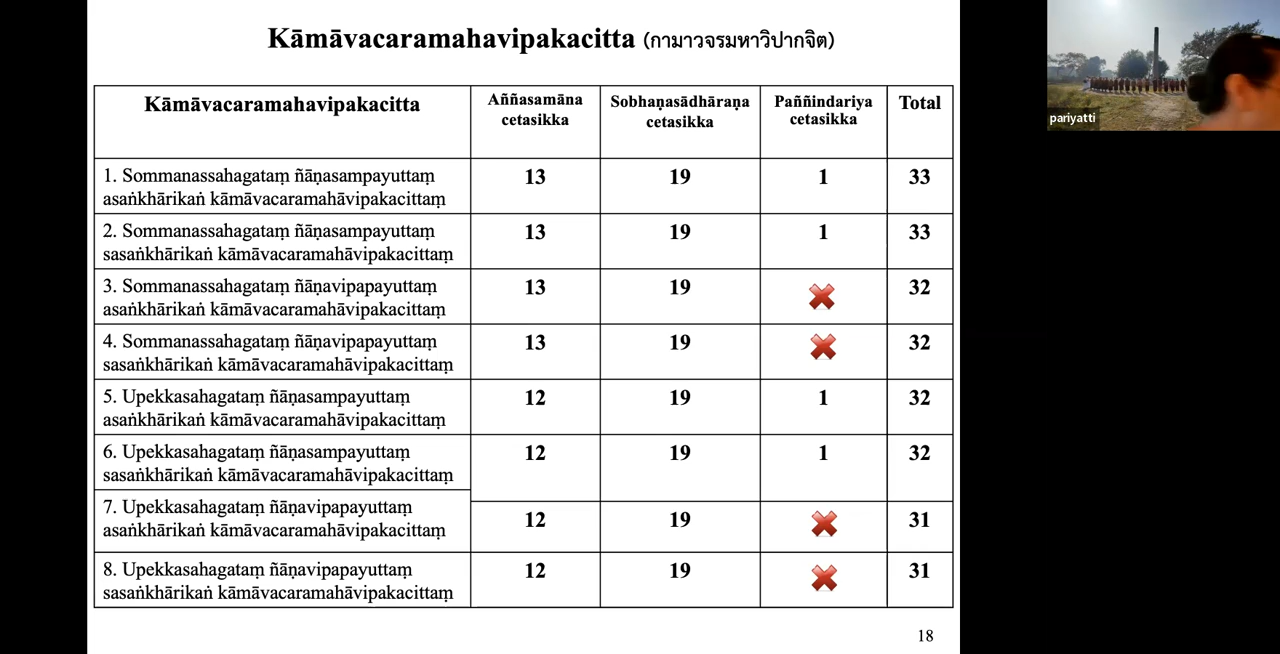 Kāmāvacaramahavipakacitta (กามาวจรมหาวิปากจิต)
Kāmāvacaramahavipakacitta
Aññasamāna
cetasikka
Sobhaṇasādhāraṇa
cetasikka
Paññindariya
cetasikka
Total
1. Sommanassahagataṃ ñāṇasampayuttaṃ
asaṅkhārikaṅ kāmāvacaramahāvipakacittaṃ
13 19 1 33
2. Sommanassahagataṃ ñāṇasampayuttaṃ
sasaṅkhārikaṅ kāmāvacaramahāvipakacittaṃ
13 19 1 33
3. Sommanassahagataṃ ñāṇavipapayuttaṃ
asaṅkhārikaṅ kāmāvacaramahāvipakacittaṃ
13 19 32
4. Sommanassahagataṃ ñāṇavipapayuttaṃ
sasaṅkhārikaṅ kāmāvacaramahāvipakacittaṃ
13 19 32
5. Upekkasahagataṃ ñāṇasampayuttaṃ
asaṅkhārikaṅ kāmāvacaramahāvipakacittaṃ
12 19 1 32
6. Upekkasahagataṃ ñāṇasampayuttaṃ
sasaṅkhārikaṅ kāmāvacaramahāvipakacittaṃ
12 19 1 32
7. Upekkasahagataṃ ñāṇavipapayuttaṃ
asaṅkhārikaṅ kāmāvacaramahāvipakacittaṃ
12 19 31
8. Upekkasahagataṃ ñāṇavipapayuttaṃ
sasaṅkhārikaṅ kāmāvacaramahāvipakacittaṃ
12 19 31
18
pariyatti